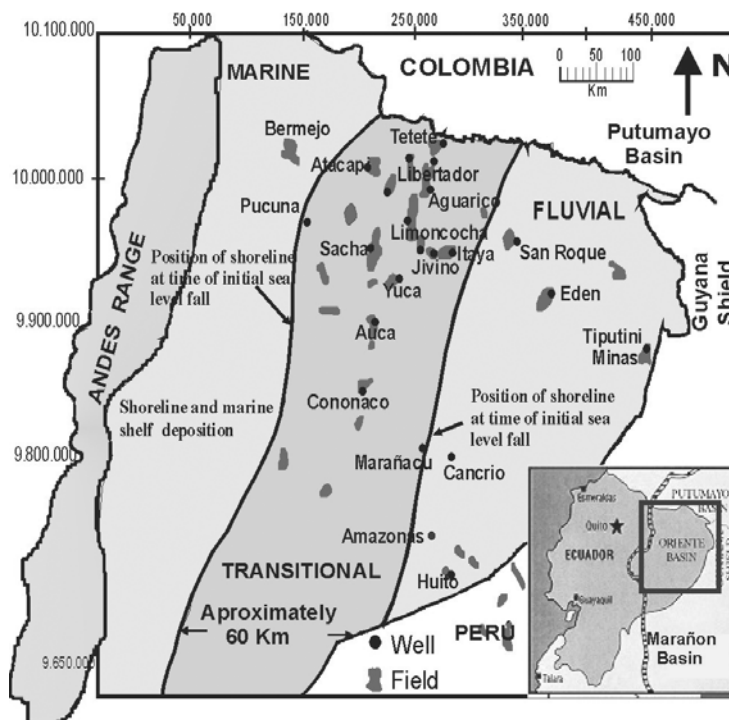 50,000
150,000
250,000
350,000
450,000
10.100.000
MARINE
COLOMBIA
0 50 100
Km
N
Bermejo
Tetete
Putumayo
Basin
Atacapi
Libertador
10.000.000
Aguarico
Pucuna
FLUVIAL
Limoncocha
Sacha
Itaya
San Roque
Jivino
Position of shoreline
at time of initial sea
level fall
Yuca
Eden
Guyana
Shield
9.900.000
Auca
Tiputini
Minas
ANDES RANGE
Cononaco
Position of shoreline
at time of initial sea
level fall
Shoreline and marine
shelf deposition
9.800.000
Marañacu
Cancrio
Amazonas
Huito
TRANSITIONAL
Aproximately
60 Km
PERU
Well
Field
9.650.000
Esmeraldas
PUTUMAYO
BASIN
Quito
ORIENTE
BASIN
ECUADOR
Guayaquil
Marañon
Basin
Talara